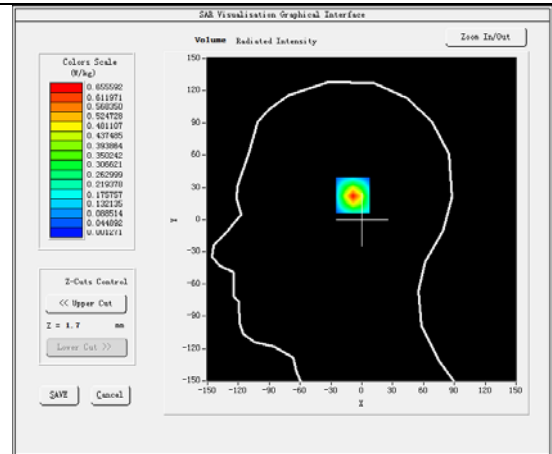 SAR Visualisation Graphical Interface
Volume Radiated Intensity
Zoom In/Out
Colors Scale
(W/kg)
0.655592
0.611971
0.568350
0.524728
0.481107
0.437485
0.393864
0.350242
0.306621
0.262999
0.219378
0.175757
0.132135
0.088514
0.044892
0.001271
Z-Cuts Control
<< Upper Cut
Z = 1.7 mm
Lower Cut >>
SAVE
Cancel
150
120
90
60
30
0
-30
-60
-90
-120
-150
Y
-150 -120 -90 -60 -30 0 30 60 90 120 150
X